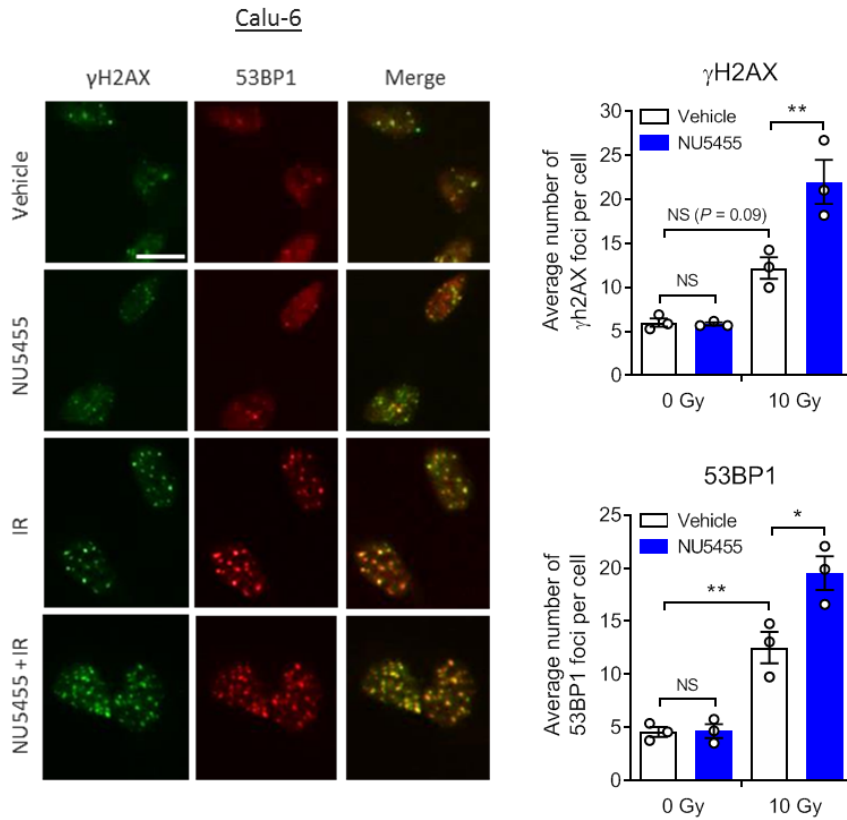 Calu-6
γH2AX 53BP1 Merge
Vehicle
NU5455
IR
NU5455 +IR
γH2AX
Average number of
γh2AX foci per cell
30
25
20
15
10
5
0
Vehicle
NU5455
**
NS (P = 0.09)
NS
0 Gy 10 Gy
53BP1
Average number of
53BP1 foci per cell
25
20
15
10
5
0
Vehicle
NU5455
*
**
NS
0 Gy 10 Gy